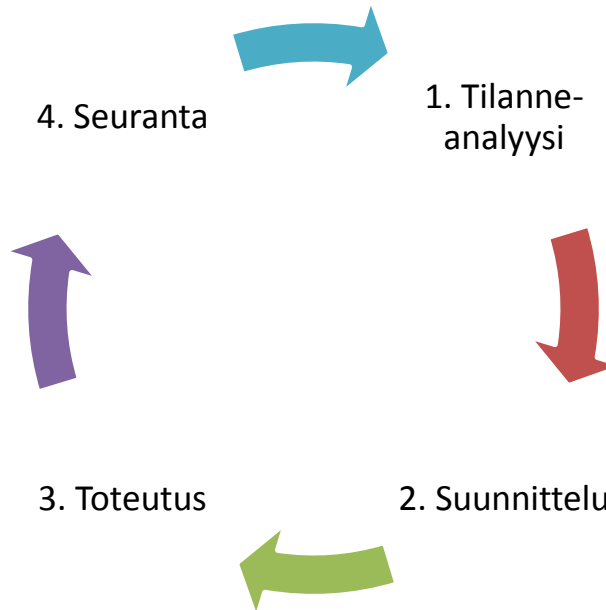 1. Tilanne-
analyysi
2. Suunnittelu
3. Toteutus
4. Seuranta